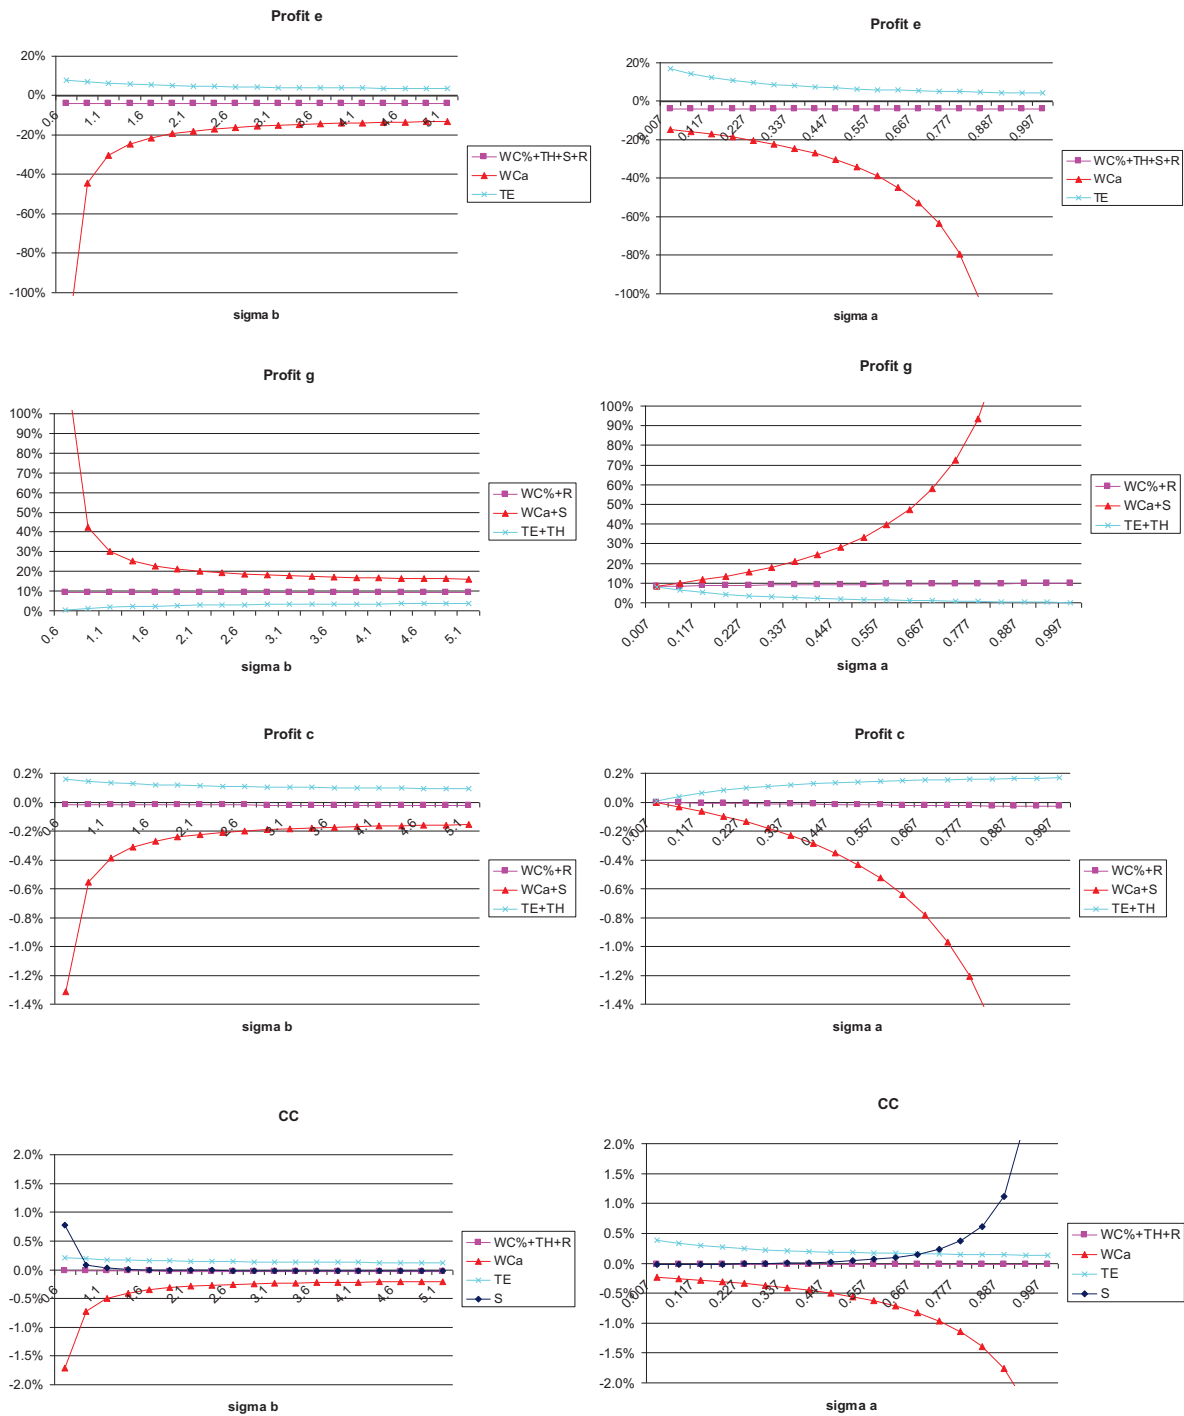 Profit e
20%
0%
-20%
-40%
-60%
-80%
-100%
0.6 1.1 1.6 2.1 2.6 3.1 3.6 4.1 4.6 5.1
sigma b
WC%+TH+S+R
WCa
TE
Profit e
20%
0%
-20%
-40%
-60%
-80%
-100%
0.007 0.117 0.227 0.337 0.447 0.557 0.667 0.777 0.887 0.997
sigma a
WC%+TH+S+R
WCa
TE
Profit g
100%
90%
80%
70%
60%
50%
40%
30%
20%
10%
0%
0.6 1.1 1.6 2.1 2.6 3.1 3.6 4.1 4.6 5.1
sigma b
WC%+R
WCa+S
TE+TH
Profit g
100%
90%
80%
70%
60%
50%
40%
30%
20%
10%
0%
0.007 0.117 0.227 0.337 0.447 0.557 0.667 0.777 0.887 0.997
sigma a
WC%+R
WCa+S
TE+TH
Profit c
0.2%
0.0%
-0.2%
-0.4%
-0.6%
-0.8%
-1.0%
-1.2%
-1.4%
0.6 1.1 1.6 2.1 2.6 3.1 3.6 4.1 4.6 5.1
sigma b
WC%+R
WCa+S
TE+TH
Profit c
0.2%
0.0%
-0.2%
-0.4%
-0.6%
-0.8%
-1.0%
-1.2%
-1.4%
0.007 0.117 0.227 0.337 0.447 0.557 0.667 0.777 0.887 0.997
sigma a
WC%+R
WCa+S
TE+TH
CC
2.0%
1.5%
1.0%
0.5%
0.0%
-0.5%
-1.0%
-1.5%
-2.0%
0.6 1.1 1.6 2.1 2.6 3.1 3.6 4.1 4.6 5.1
sigma b
WC%+TH+R
WCa
TE
S
CC
2.0%
1.5%
1.0%
0.5%
0.0%
-0.5%
-1.0%
-1.5%
-2.0%
0.007 0.117 0.227 0.337 0.447 0.557 0.667 0.777 0.887 0.997
sigma a
WC%+TH+R
WCa
TE
S